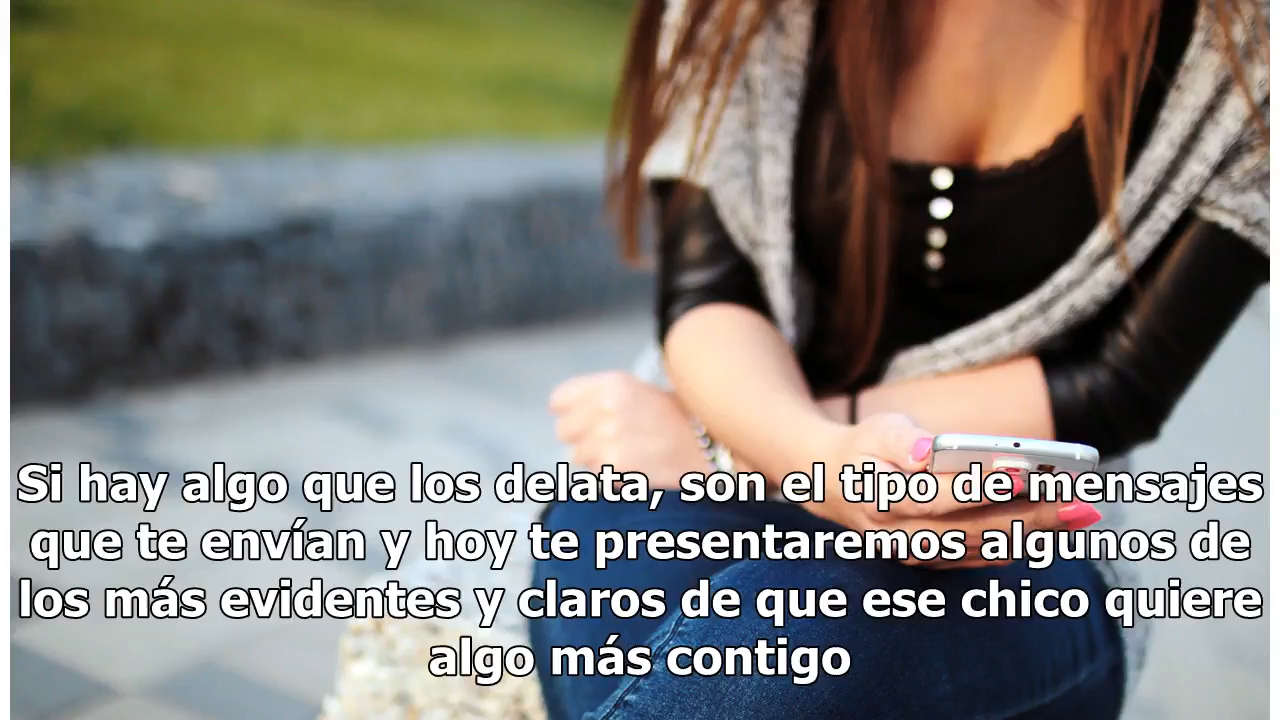 Si hay algo que los delata, son el tipo de mensajes
que te envían y hoy te presentaremos algunos de
los más evidentes y claros de que ese chico quiere
algo más contigo